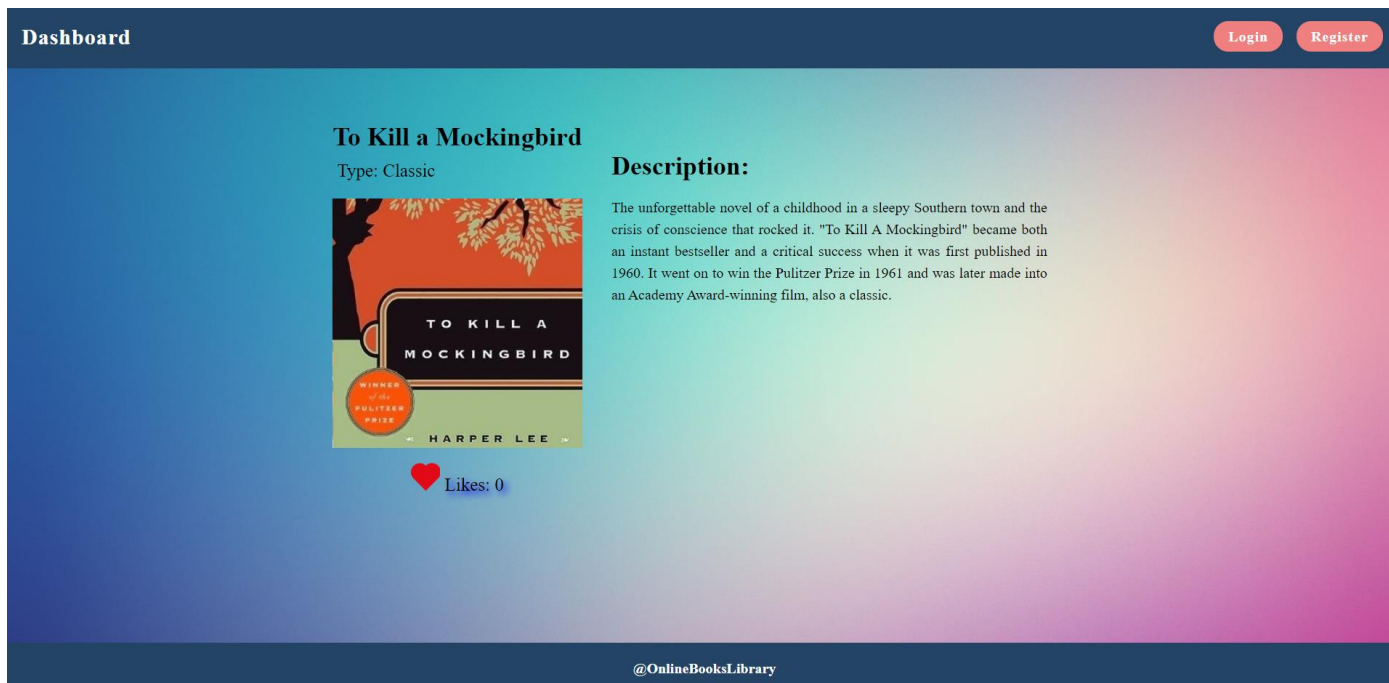 Dashboard
Login
Register
To Kill a Mockingbird
Type: Classic
TO KILL A
MOCKINGBIRD
WINNER
of the
PULITZER
PRIZE
HARPER LEE
Likes: 0
Description:
The unforgettable novel of a childhood in a sleepy Southern town and the
crisis of conscience that rocked it. "To Kill A Mockingbird" became both
an instant bestseller and a critical success when it was first published in
1960. It went on to win the Pulitzer Prize in 1961 and was later made into
an Academy Award-winning film, also a classic.
@OnlineBooksLibrary